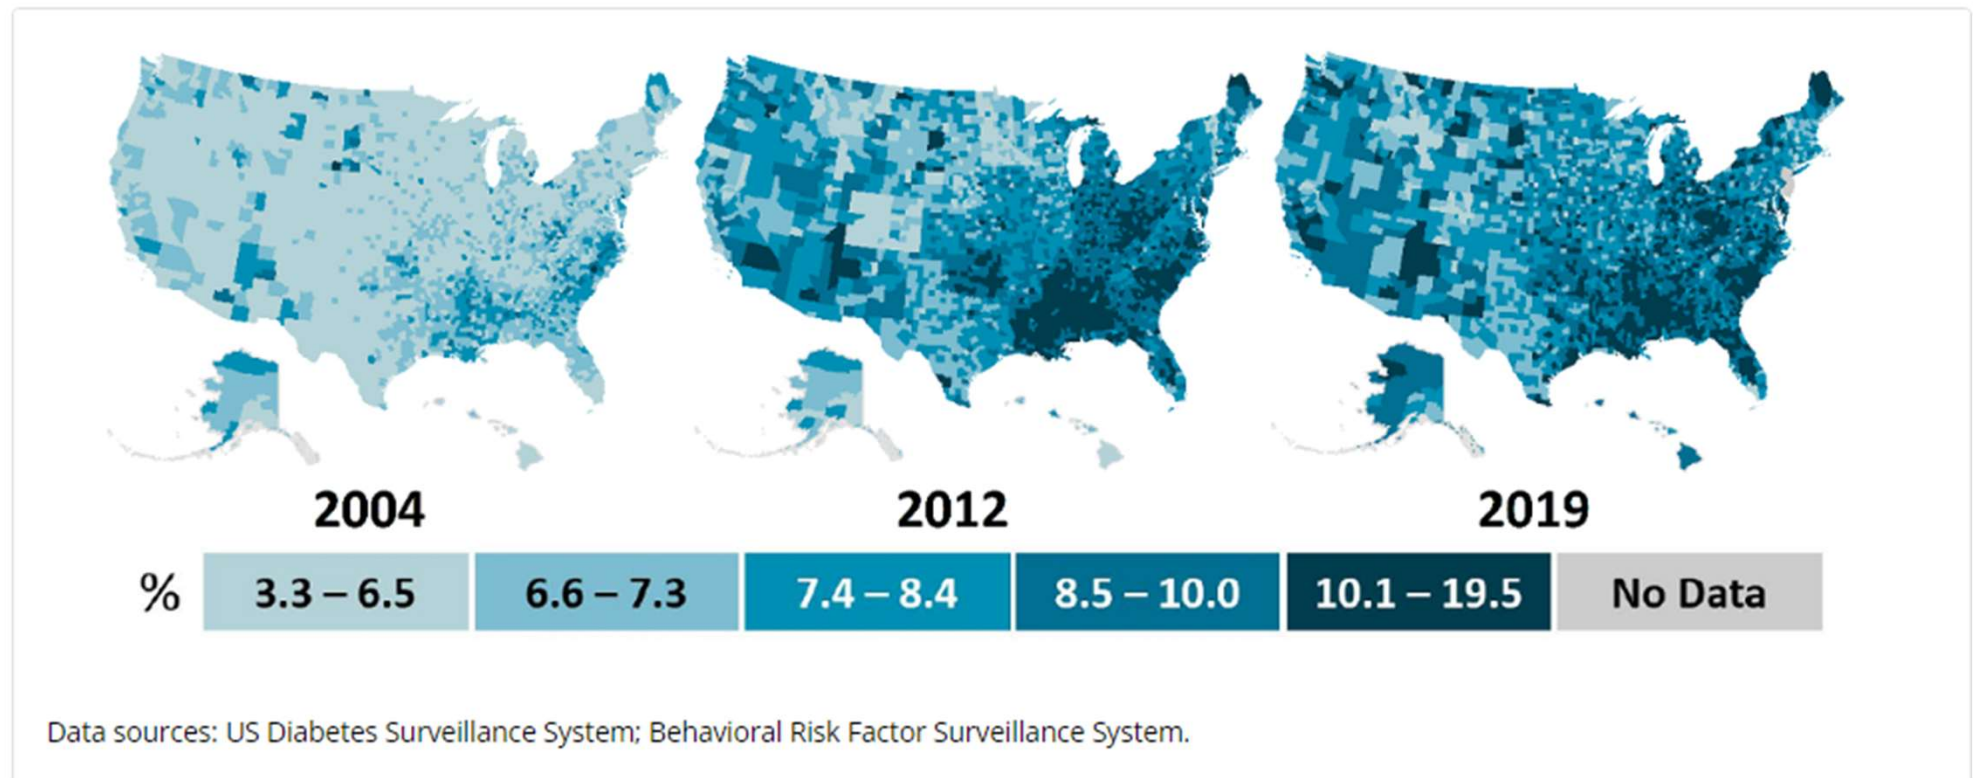 2004 2012 2019
% 3.3 – 6.5 6.6 – 7.3 7.4 – 8.4 8.5 – 10.0 10.1 – 19.5 No Data
Data sources: US Diabetes Surveillance System; Behavioral Risk Factor Surveillance System.